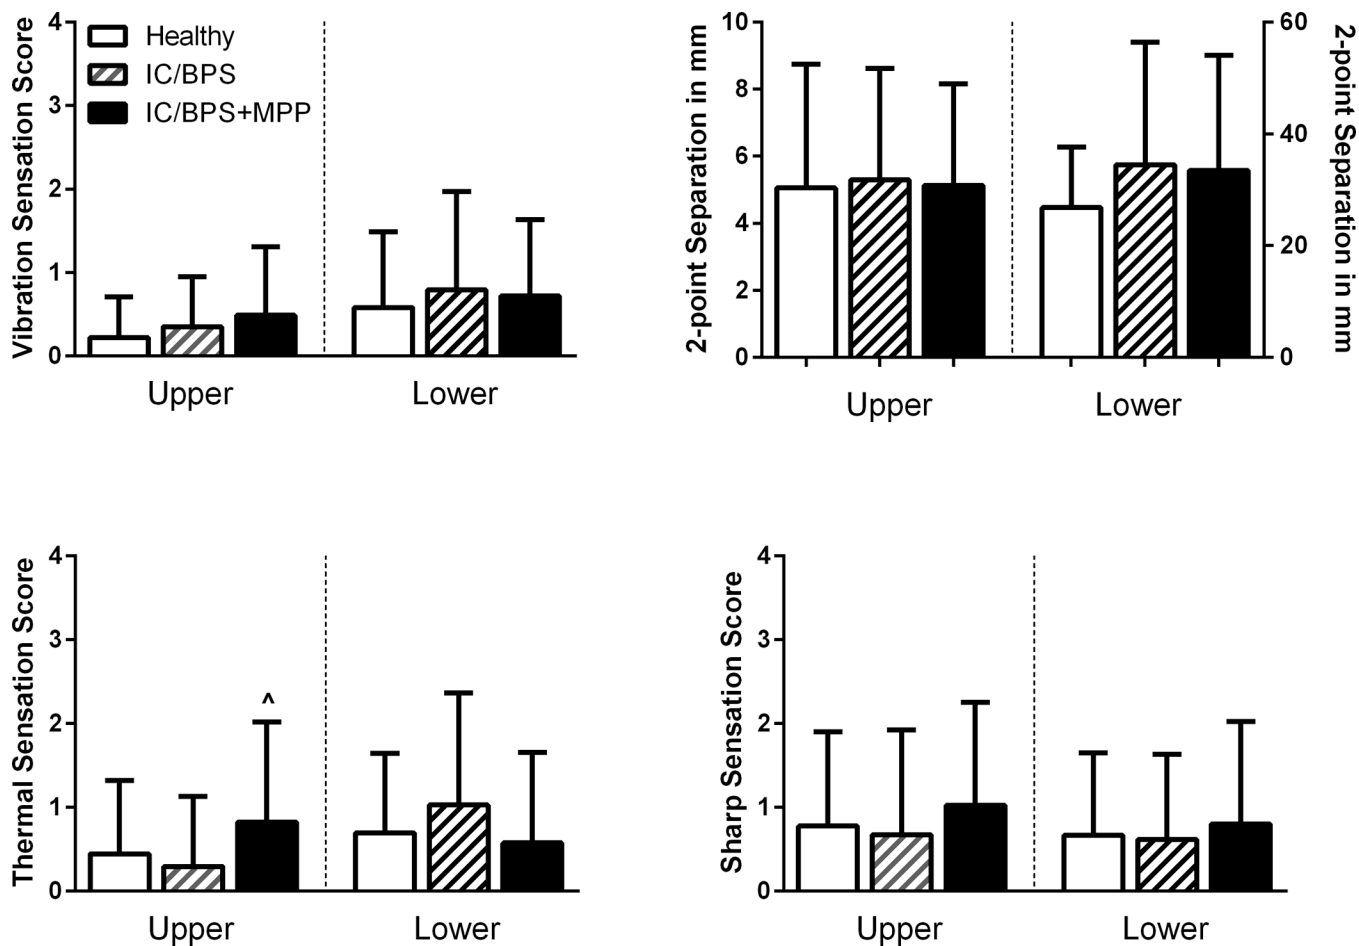 Vibration Sensation Score
4
3
2
1
0
Healthy
IC/BPS
IC/BPS+MPP
Upper
Lower
2-point Separation in mm
10
8
6
4
2
0
60
40
20
0
2-point Separation in mm
Upper
Lower
Thermal Sensation Score
4
3
2
1
0
^
Upper
Lower
Sharp Sensation Score
4
3
2
1
0
Upper
Lower